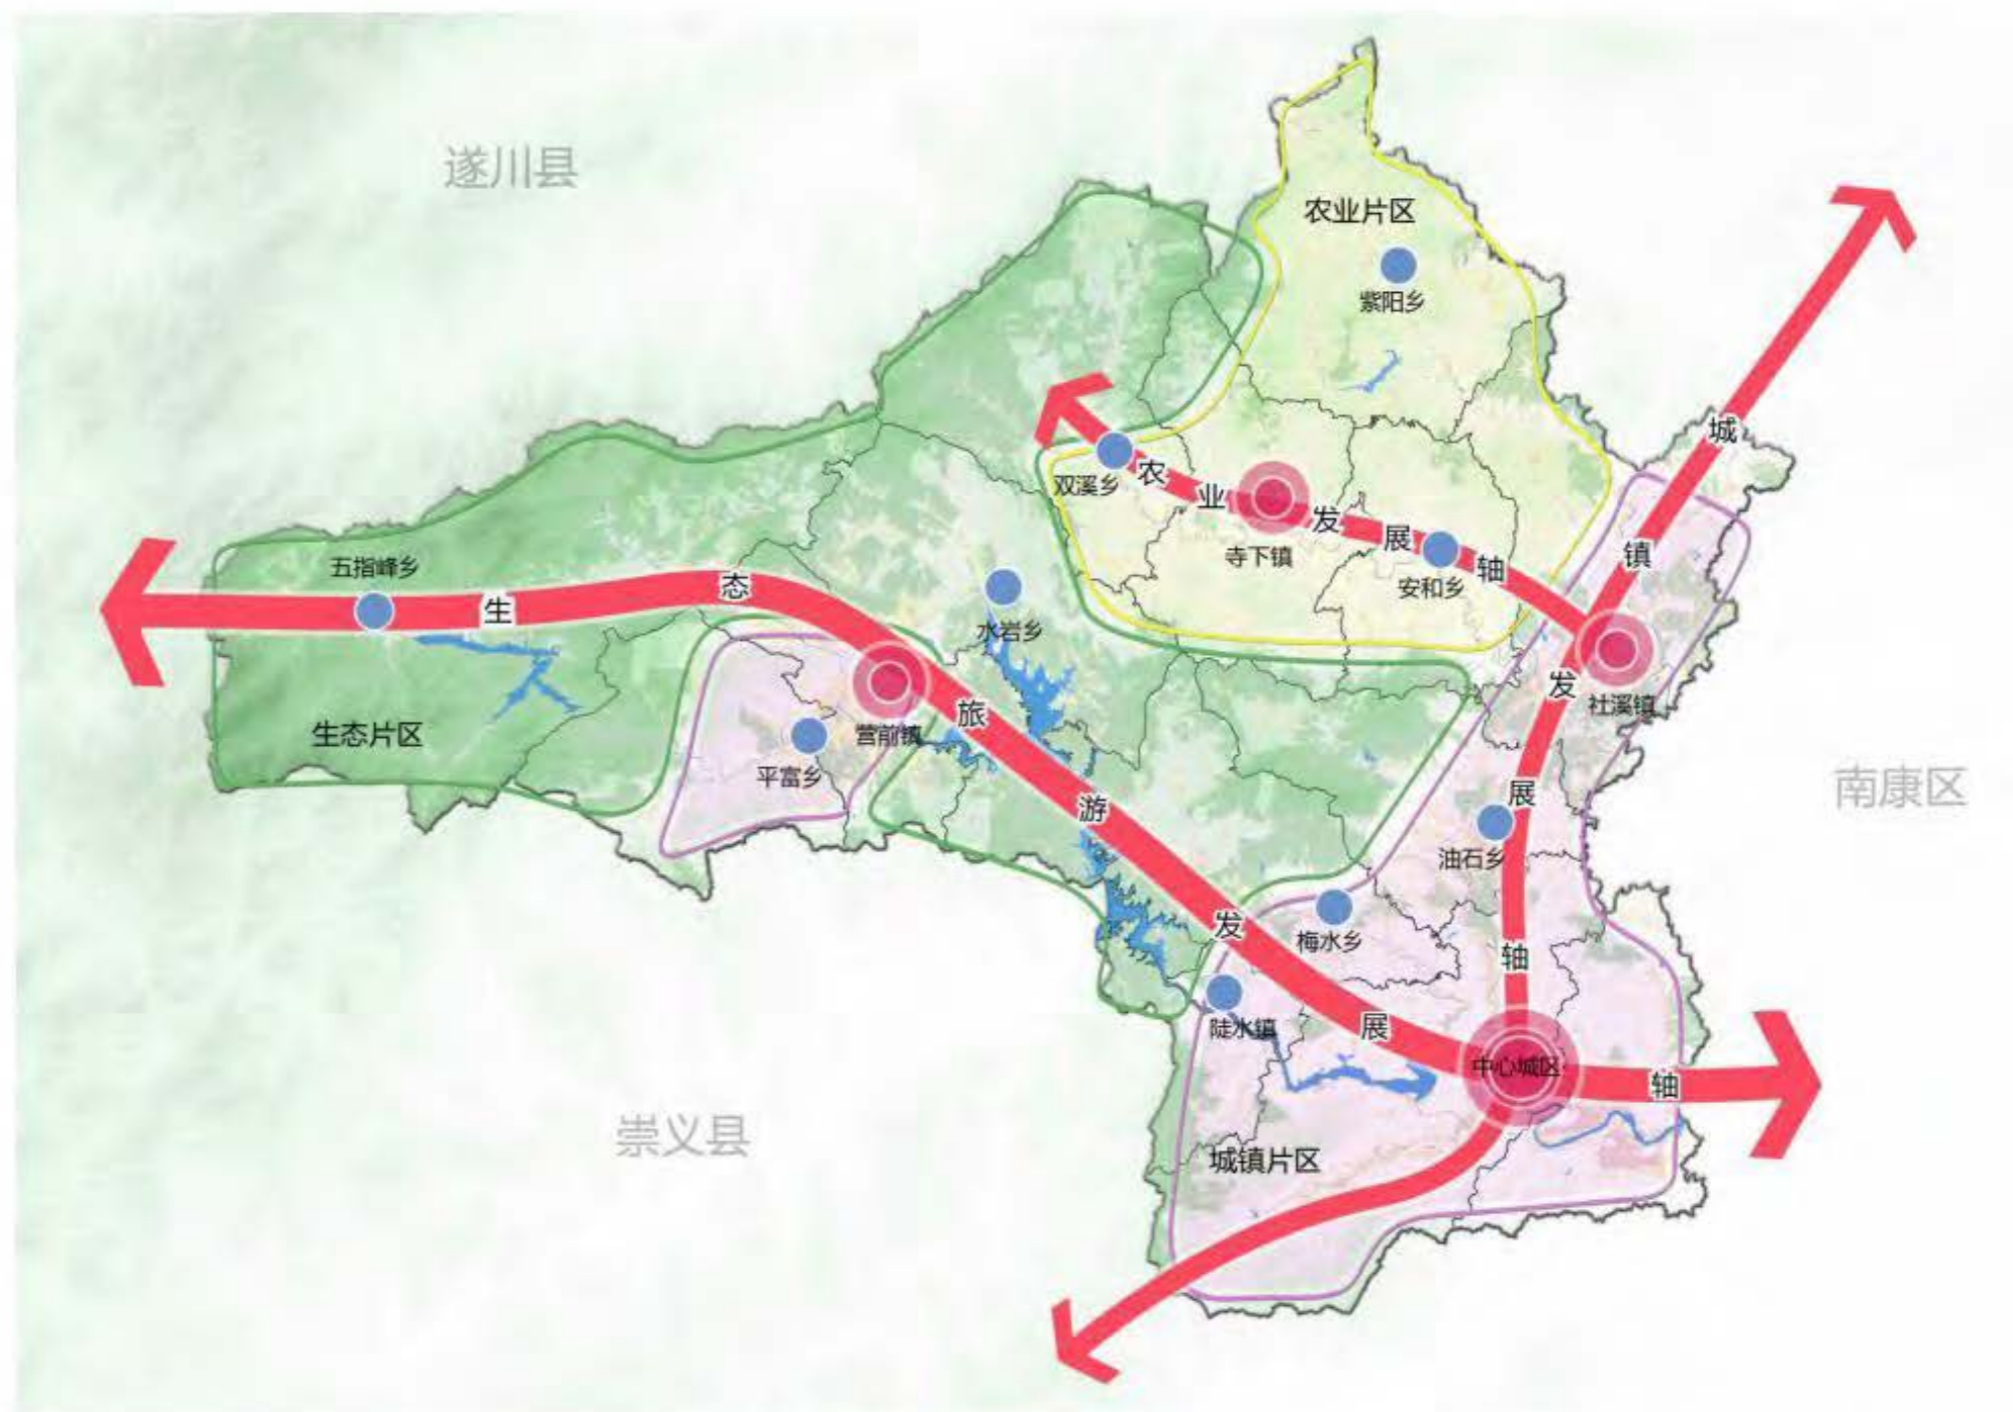 遂川县
农业片区
紫阳乡
城镇发展轴
双溪乡
农业发展轴
寺下镇
安和乡
五指峰乡
生态旅游发展轴
水岩乡
社溪镇
生态片区
营前镇
平富乡
南康区
油石乡
梅水乡
陡水镇
中心城区
崇义县
城镇片区